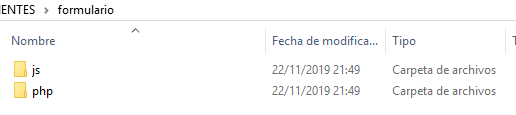 IENTES > formulario
Nombre Fecha de modifica... Tipo T
js 22/11/2019 21:49 Carpeta de archivos
php 22/11/2019 21:49 Carpeta de archivos